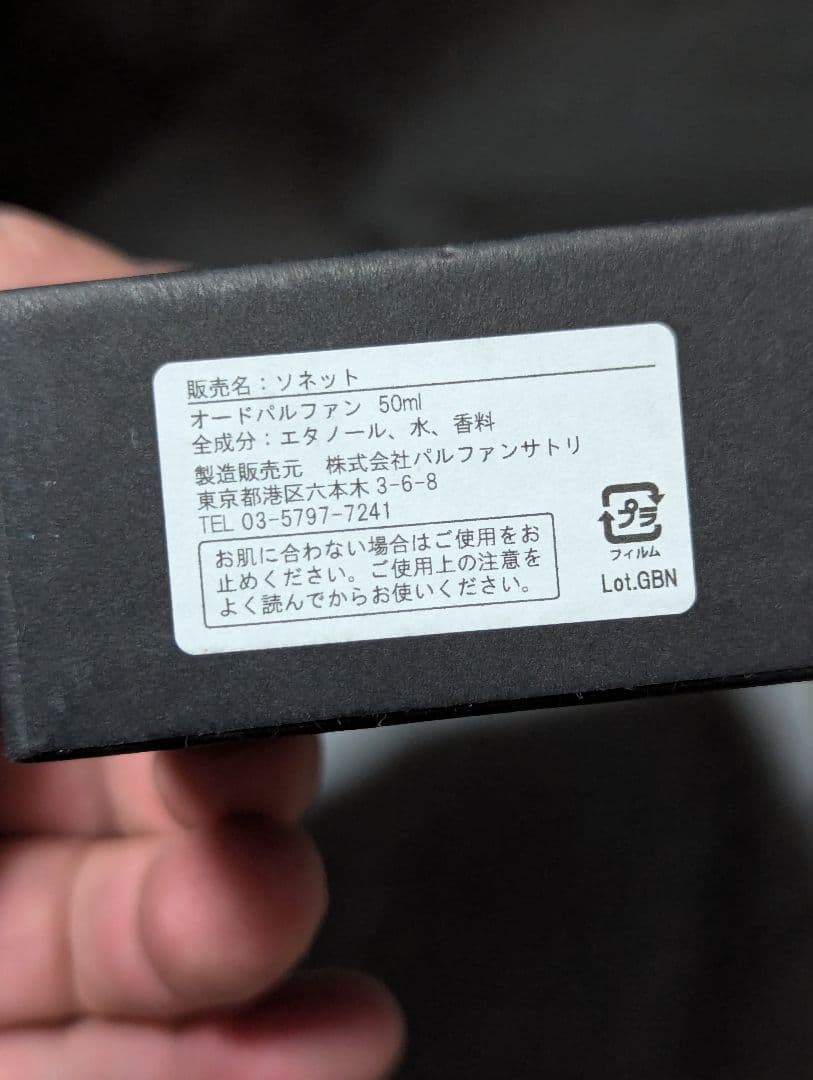 販売名：ソネット
オードパルファン 50ml
全成分：エタノール、水、香料
製造販売元　株式会社パルファンサトリ
東京都港区六本木 3-6-8
TEL 03-5797-7241
お肌に合わない場合はご使用をお
止めください。ご使用上の注意を
よく読んでからお使いください。
プラ
フィルム
Lot.GBN